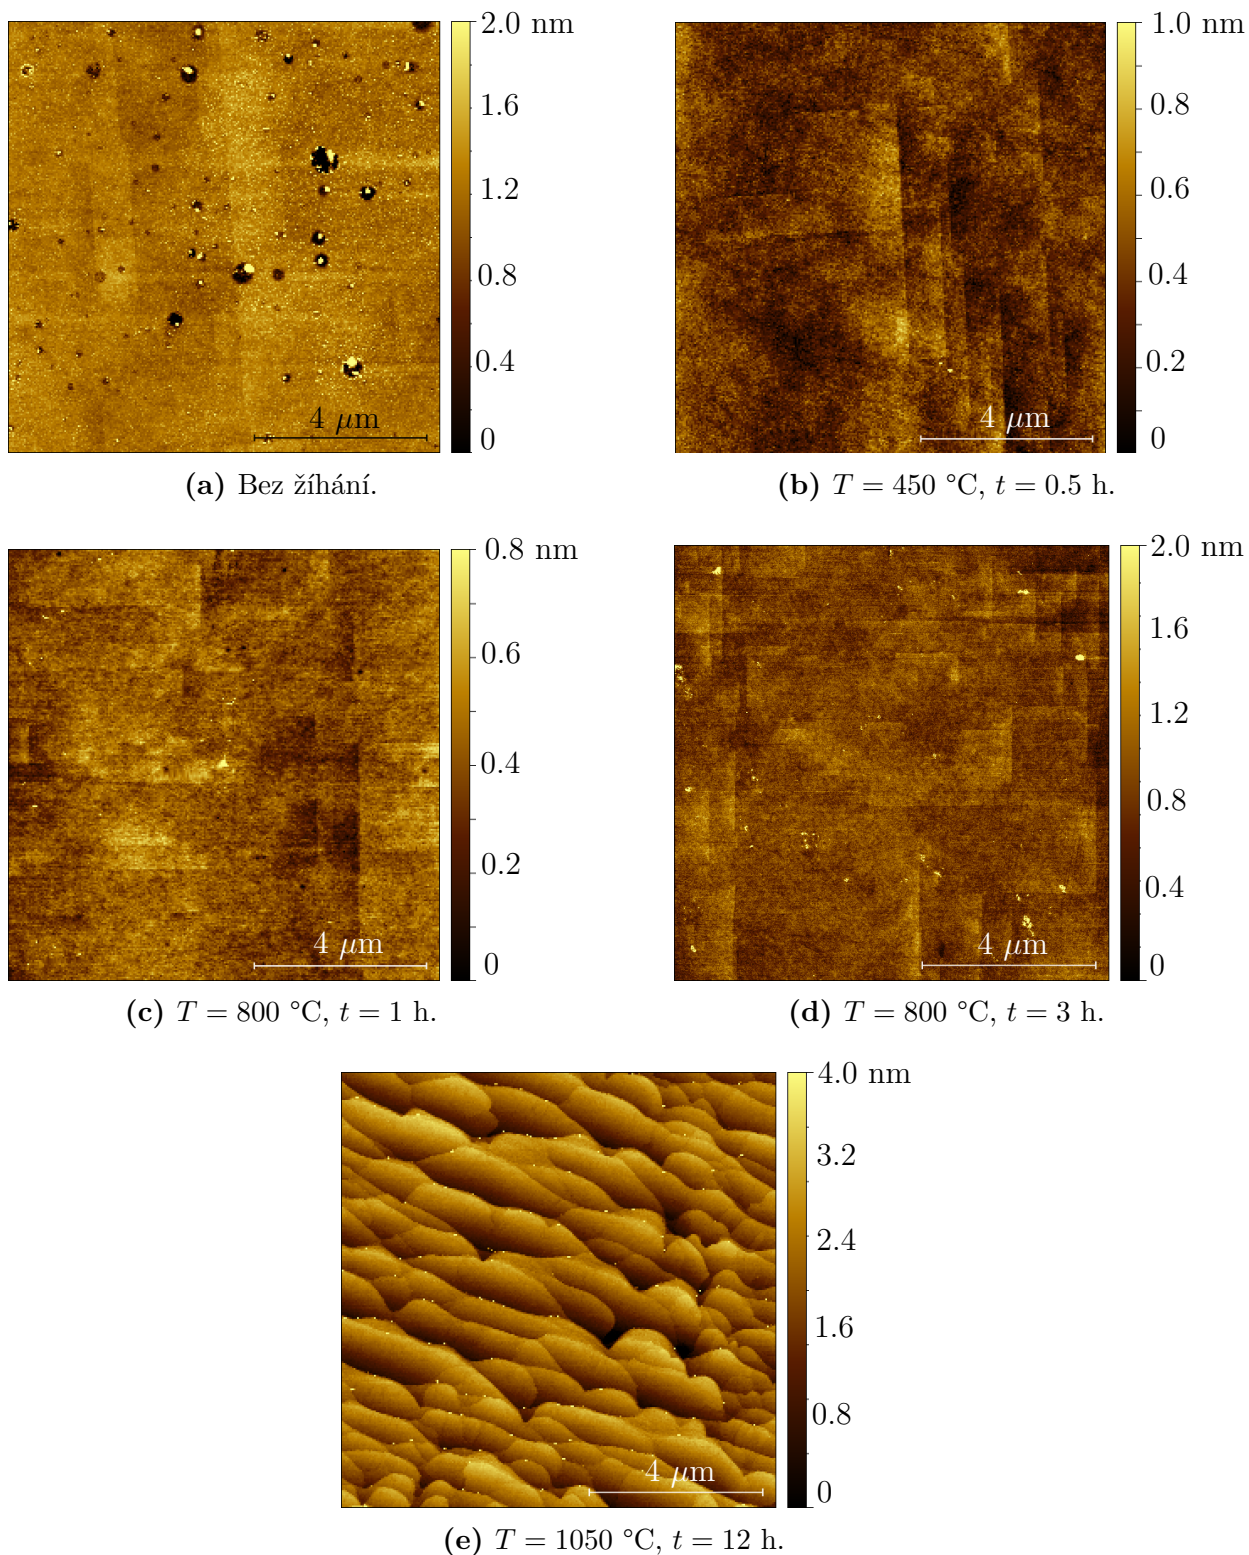 2.0 nm
1.6
1.2
0.8
0.4
0
4 μm
(a) Bez žíhání.
1.0 nm
0.8
0.6
0.4
0.2
0
4 μm
(b) T = 450 °C, t = 0.5 h.
0.8 nm
0.6
0.4
0.2
0
4 μm
(c) T = 800 °C, t = 1 h.
2.0 nm
1.6
1.2
0.8
0.4
0
4 μm
(d) T = 800 °C, t = 3 h.
4.0 nm
3.2
2.4
1.6
0.8
0
4 μm
(e) T = 1050 °C, t = 12 h.